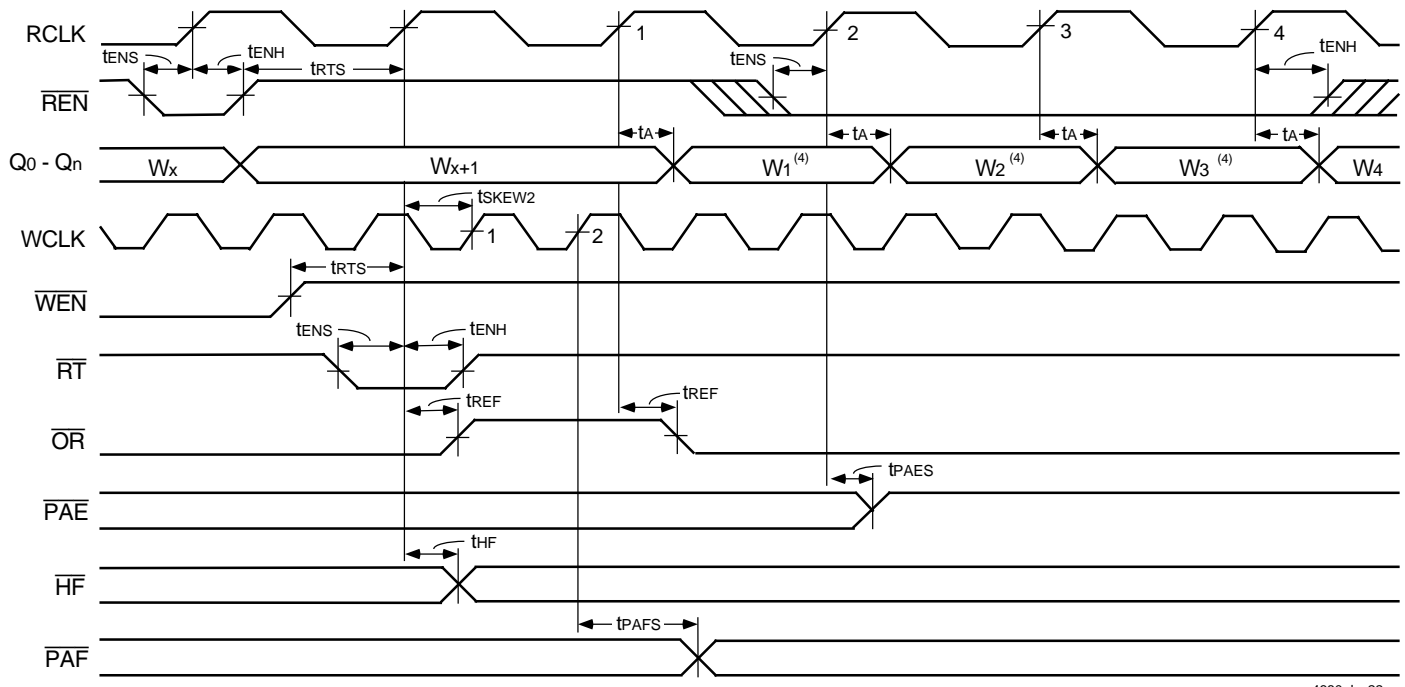 RCLK
1
2
3
4
tENS
tENH
tRTS
tENS
tENH
REN
tA
tA
tA
tA
Q0 - Qn
Wx
Wx+1
W1 (4)
W2 (4)
W3 (4)
W4
tSKEW2
WCLK
1
2
tRTS
WEN
tENS
tENH
RT
tREF
tREF
OR
tPAES
PAE
tHF
HF
tPAFS
PAF